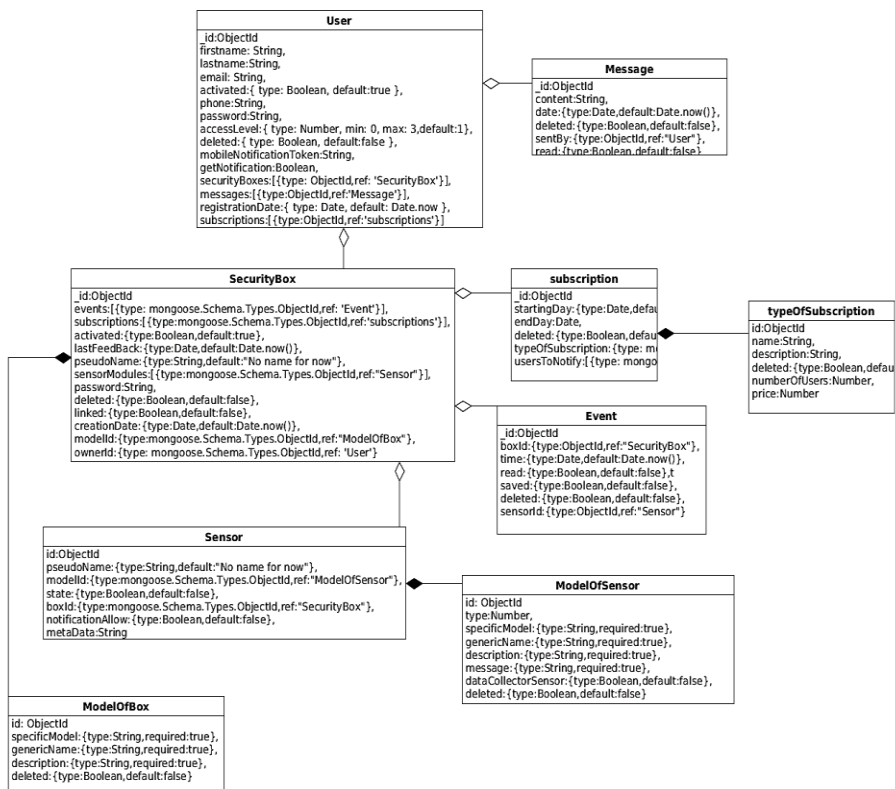 User
_id:ObjectId
firstname: String,
lastname:String,
email: String,
activated:{ type: Boolean, default:true },
phone:String,
password:String,
accessLevel:{ type: Number, min: 0, max: 3,default:1},
deleted:{ type: Boolean, default:false },
mobileNotificationToken:String,
getNotification:Boolean,
securityBoxes:[{type: ObjectId,ref: 'SecurityBox'}],
messages:[{type:ObjectId,ref:'Message'}],
registrationDate:{ type: Date, default: Date.now },
subscriptions:[{type:ObjectId,ref:'subscriptions'}]
Message
_id:ObjectId
content:String,
date:{type:Date,default:Date.now()},
deleted:{type:Boolean,default:false},
sentBy:{type:ObjectId,ref:"User"},
read:{type:Boolean,default:false}
SecurityBox
_id:ObjectId
events:[{type: mongoose.Schema.Types.ObjectId,ref: 'Event'}],
subscriptions:[{type:mongoose.Schema.Types.ObjectId,ref:'subscriptions'}],
activated:{type:Boolean,default:true},
lastFeedBack:{type:Date,default:Date.now()},
pseudoName:{type:String,default:"No name for now"},
sensorModules:[{type:mongoose.Schema.Types.ObjectId,ref:"Sensor"}],
password:String,
deleted:{type:Boolean,default:false},
linked:{type:Boolean,default:false},
creationDate:{type:Date,default:Date.now()},
modelId:{type:mongoose.Schema.Types.ObjectId,ref:"ModelOfBox"},
ownerId:{type: mongoose.Schema.Types.ObjectId,ref: 'User'}
subscription
_id:ObjectId
startingDay:{type:Date,defau
endDay:Date,
deleted:{type:Boolean,defau
typeOfSubscription:{type: m
usersToNotify:[{type: mongo
typeOfSubscription
id:ObjectId
name:String,
description:String,
deleted:{type:Boolean,defau
numberOfUsers:Number,
price:Number
Event
_id:ObjectId
boxId:{type:ObjectId,ref:"SecurityBox"},
time:{type:Date,default:Date.now()},
read:{type:Boolean,default:false},t
saved:{type:Boolean,default:false},
deleted:{type:Boolean,default:false},
sensorId:{type:ObjectId,ref:"Sensor"}
Sensor
id:ObjectId
pseudoName:{type:String,default:"No name for now"},
modelId:{type:mongoose.Schema.Types.ObjectId,ref:"ModelOfSensor"},
state:{type:Boolean,default:false},
boxId:{type:mongoose.Schema.Types.ObjectId,ref:"SecurityBox"},
notificationAllow:{type:Boolean,default:false},
metaData:String
ModelOfSensor
id: ObjectId
type:Number,
specificModel:{type:String,required:true},
genericName:{type:String,required:true},
description:{type:String,required:true},
message:{type:String,required:true},
dataCollectorSensor:{type:Boolean,default:false},
deleted:{type:Boolean,default:false}
ModelOfBox
id: ObjectId
specificModel:{type:String,required:true},
genericName:{type:String,required:true},
description:{type:String,required:true},
deleted:{type:Boolean,default:false}